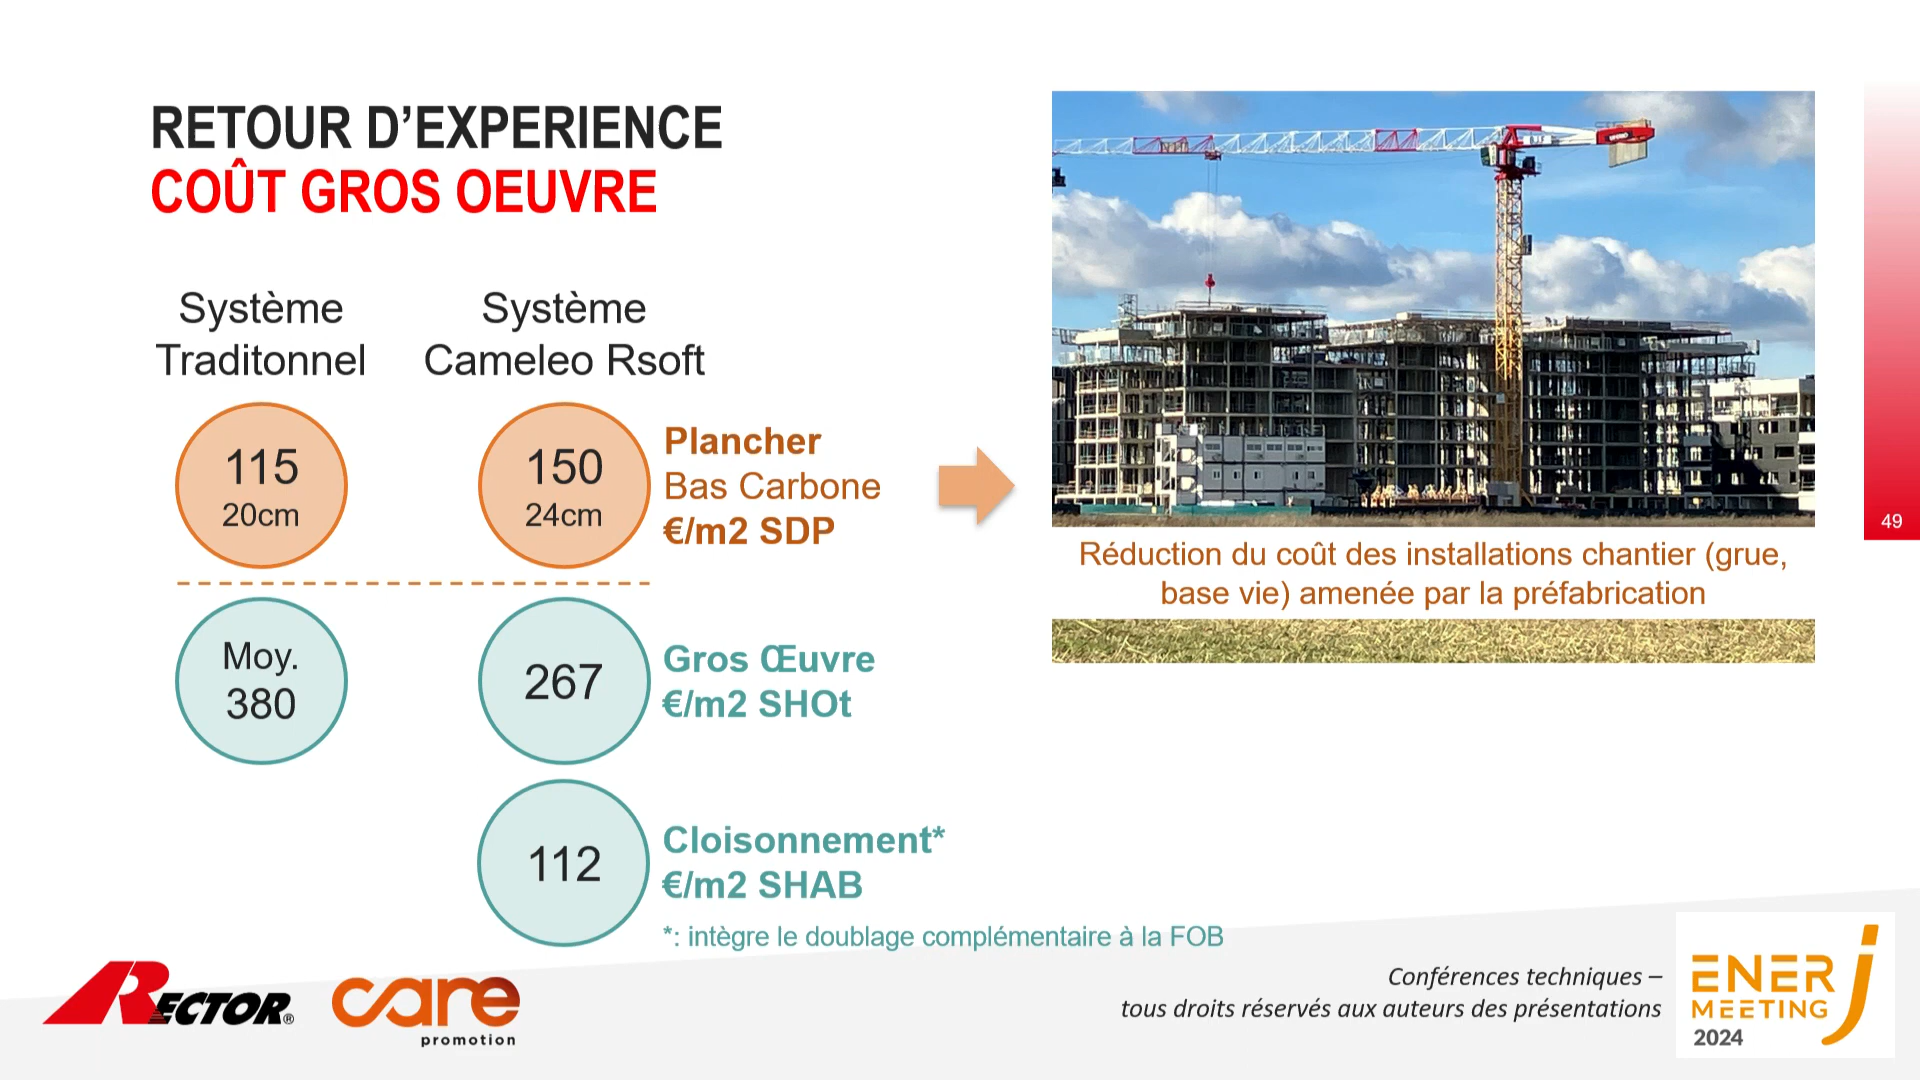 RETOUR D’EXPERIENCE
COÛT GROS OEUVRE
Système
Traditonnel
Système
Cameleo Rsoft
115
20cm
150
24cm
Plancher
Bas Carbone
€/m2 SDP
Moy.
380
267
Gros Œuvre
€/m2 SHOt
112
Cloisonnement*
€/m2 SHAB
*: intègre le doublage complémentaire à la FOB
Réduction du coût des installations chantier (grue,
base vie) amenée par la préfabrication
49
RECTOR®
care
promotion
Conférences techniques –
tous droits réservés aux auteurs des présentations
ENERJ
MEETING
2024